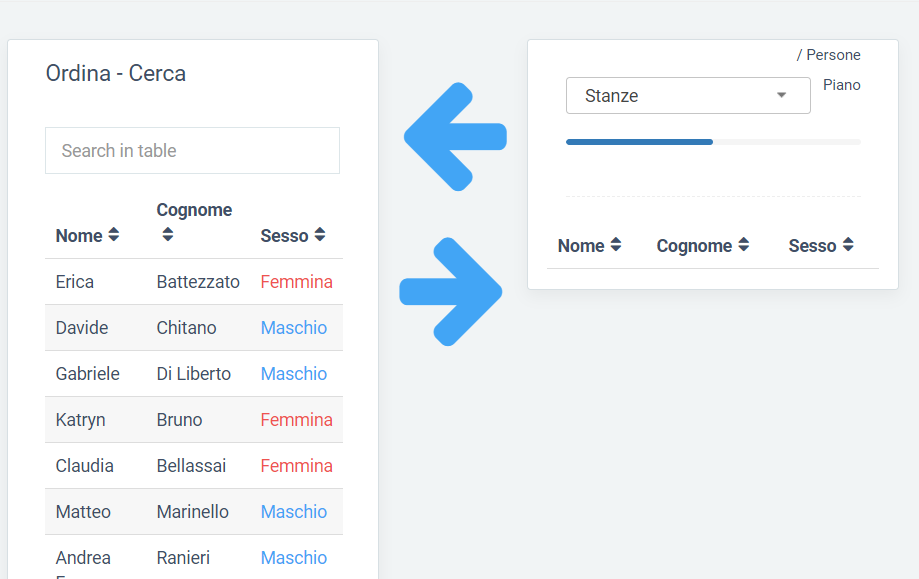 Ordina - Cerca
Search in table
Nome Cognome Sesso
Erica Battezzato Femmina
Davide Chitano Maschio
Gabriele Di Liberto Maschio
Katryn Bruno Femmina
Claudia Bellassai Femmina
Matteo Marinello Maschio
Andrea Ranieri Maschio
/ Persone
Stanze
Piano
Nome Cognome Sesso